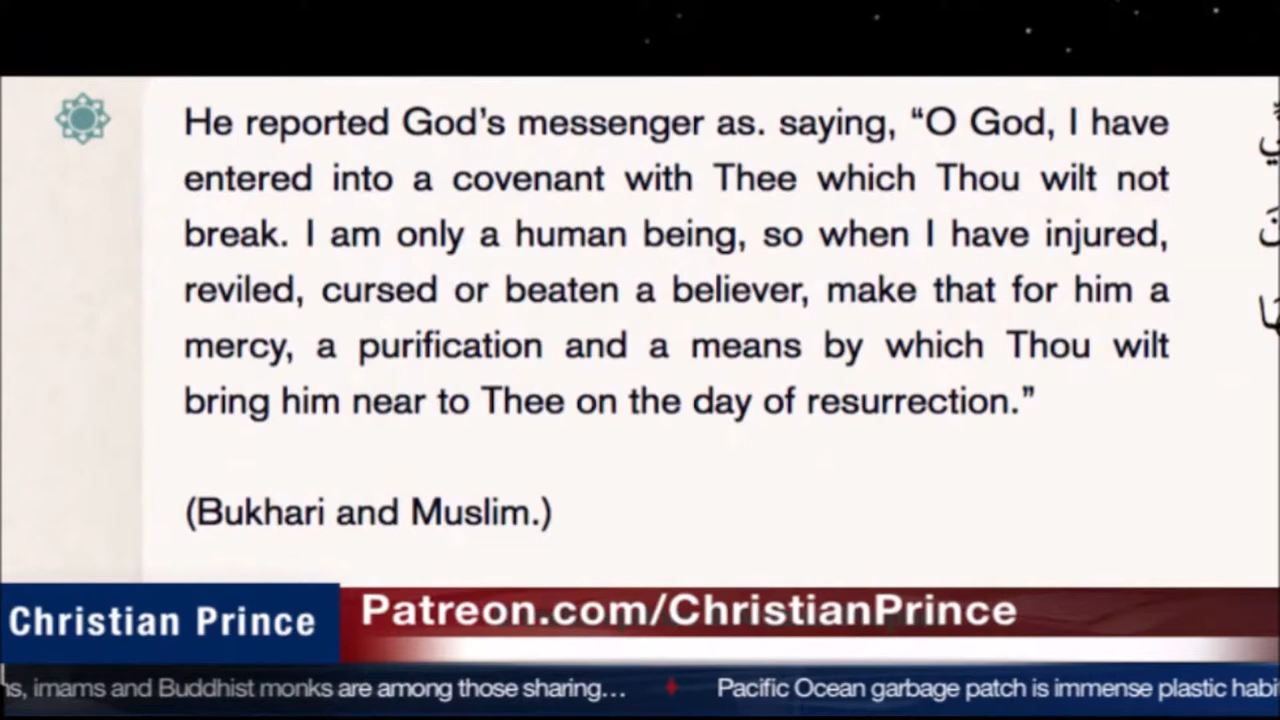 He reported God's messenger as. saying, “O God, I have
entered into a covenant with Thee which Thou wilt not
break. I am only a human being, so when I have injured,
reviled, cursed or beaten a believer, make that for him a
mercy, a purification and a means by which Thou wilt
bring him near to Thee on the day of resurrection.”
(Bukhari and Muslim.)
Christian Prince
Patreon.com/ChristianPrince
imams and Buddhist monks are among those sharing... Pacific Ocean garbage patch is immense plastic